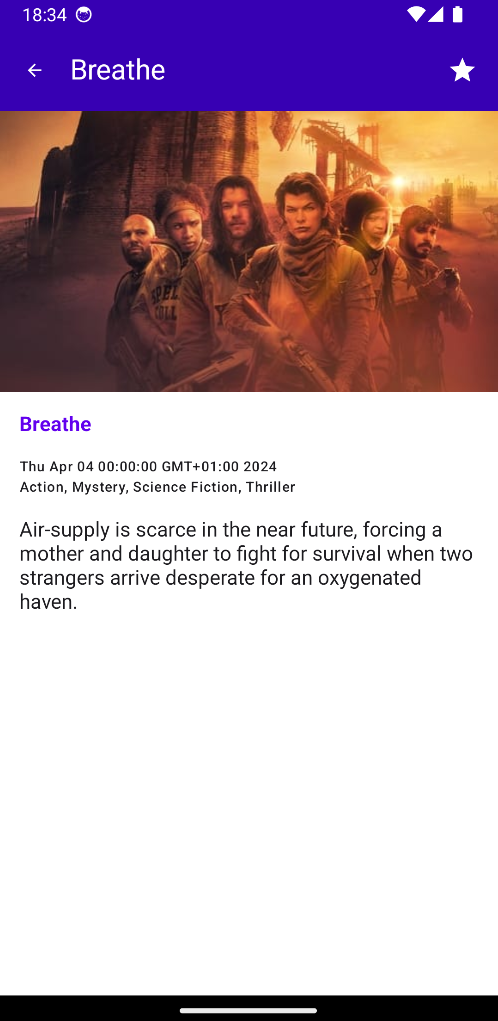 18:34
Breathe
SPEL
COLL
Breathe
Thu Apr 04 00:00:00 GMT+01:00 2024
Action, Mystery, Science Fiction, Thriller
Air-supply is scarce in the near future, forcing a
mother and daughter to fight for survival when two
strangers arrive desperate for an oxygenated
haven.